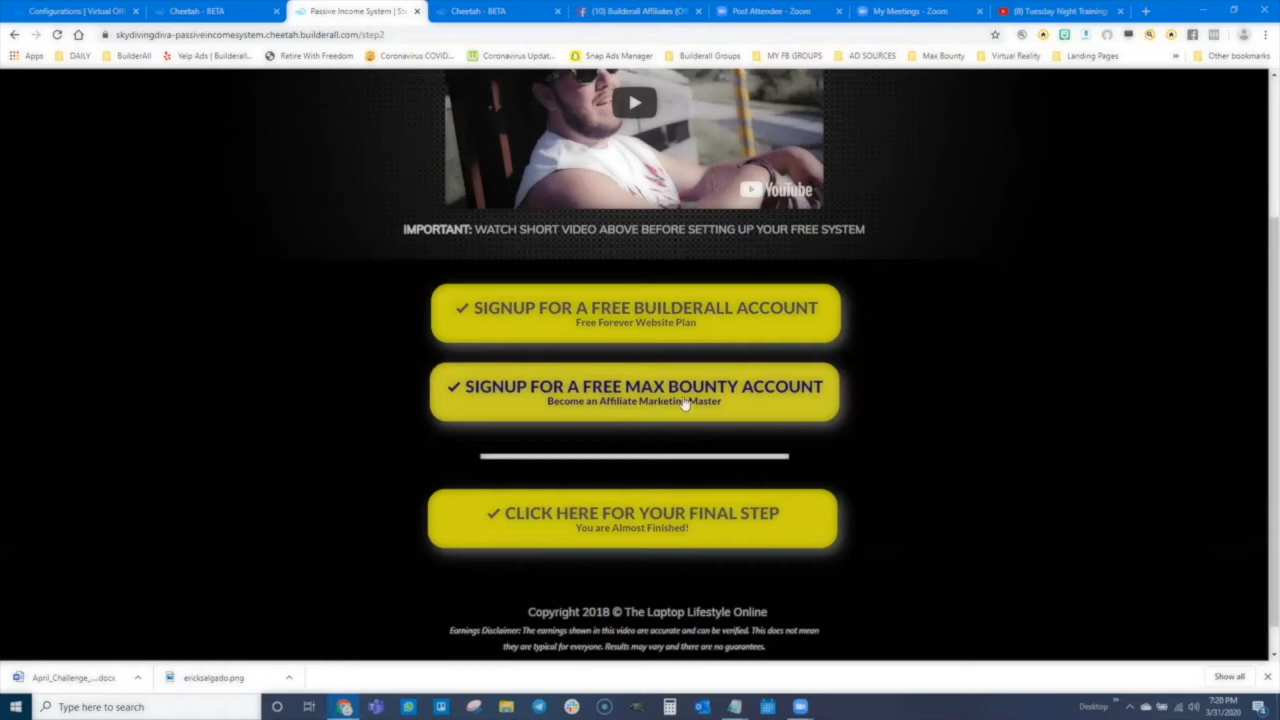 Configurations | Virtual Off
Cheetah - BETA
Passive Income System | St
Cheetah - BETA
(10) Builderall Affiliates (Of
Post Attendee - Zoom
My Meetings - Zoom
(8) Tuesday Night Training
skydivingdiva-passiveincomesystem.cheetah.builderall.com/step2
Apps
DAILY
BuilderAll
Yelp Ads | Builderall...
Retire With Freedom
Coronavirus COVID...
Coronavirus Updat...
Snap Ads Manager
Builderall Groups
MY FB GROUPS
AD SOURCES
Max Bounty
Virtual Reality
Landing Pages
»
Other bookmarks
YouTube
IMPORTANT: WATCH SHORT VIDEO ABOVE BEFORE SETTING UP YOUR FREE SYSTEM
✓ SIGNUP FOR A FREE BUILDERALL ACCOUNT
Free Forever Website Plan
✓ SIGNUP FOR A FREE MAX BOUNTY ACCOUNT
Become an Affiliate Marketing Master
✓ CLICK HERE FOR YOUR FINAL STEP
You are Almost Finished!
Copyright 2018 © The Laptop Lifestyle Online
Earnings Disclaimer: The earnings shown in this video are accurate and can be verified. This does not mean
they are typical for everyone. Results may vary and there are no guarantees.
April_Challenge_....docx
ericksalgado.png
Show all
Type here to search
Desktop
»
7:20 PM
3/31/2020